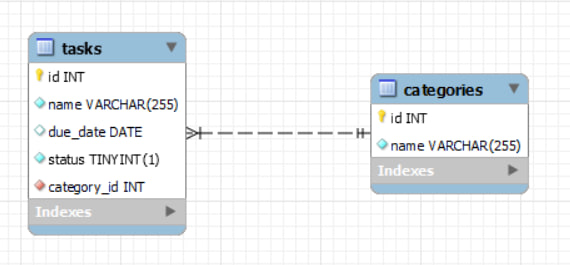 tasks
id INT
name VARCHAR(255)
due_date DATE
status TINYINT(1)
category_id INT
Indexes
categories
id INT
name VARCHAR(255)
Indexes